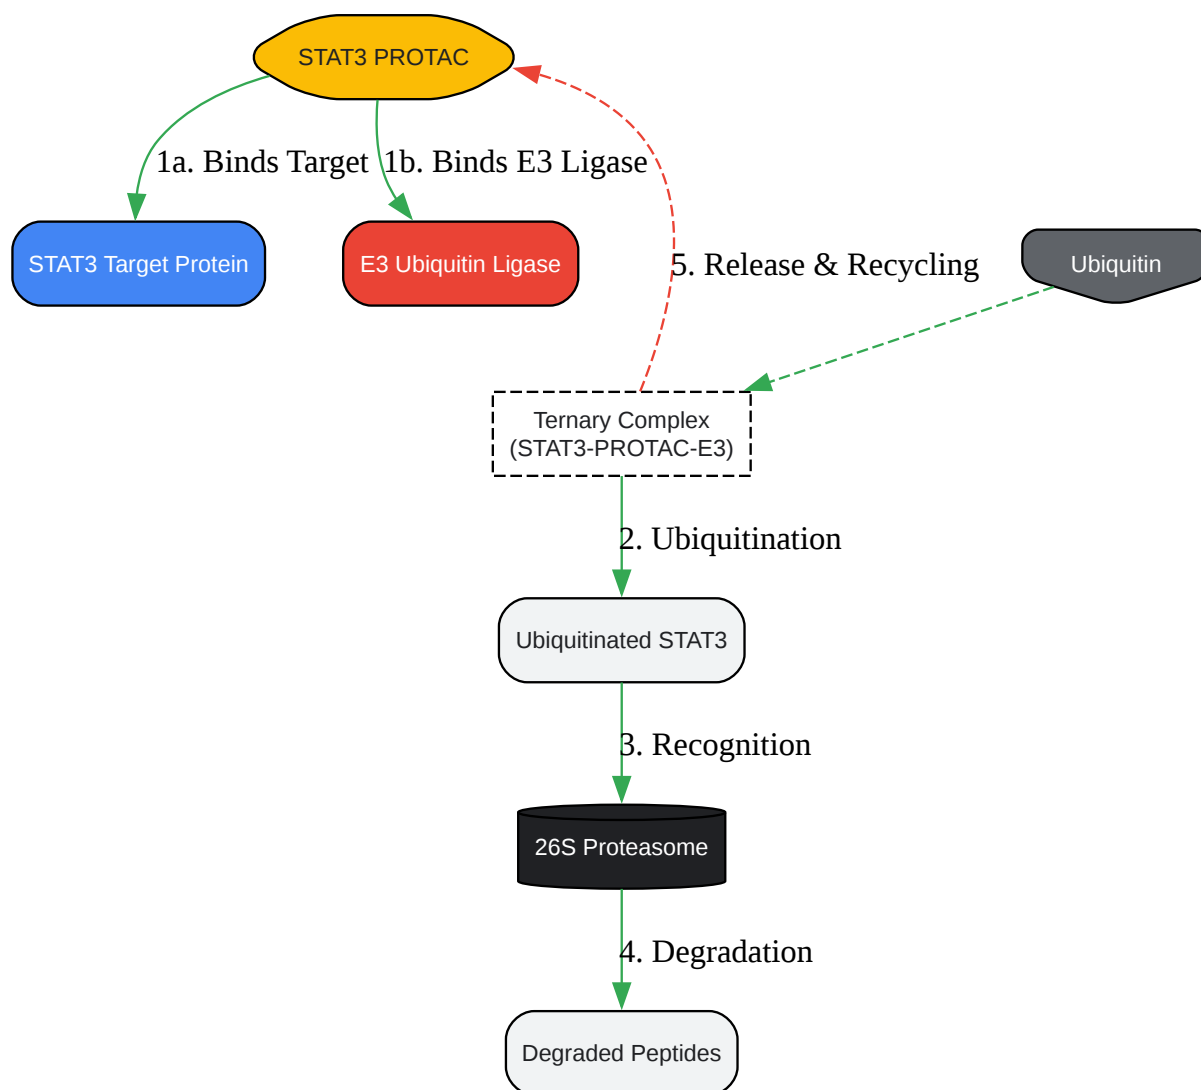 STAT3 PROTAC
1a. Binds Target
1b. Binds E3 Ligase
STAT3 Target Protein
E3 Ubiquitin Ligase
5. Release & Recycling
Ubiquitin
Ternary Complex
(STAT3-PROTAC-E3)
2. Ubiquitination
Ubiquitinated STAT3
3. Recognition
26S Proteasome
4. Degradation
Degraded Peptides